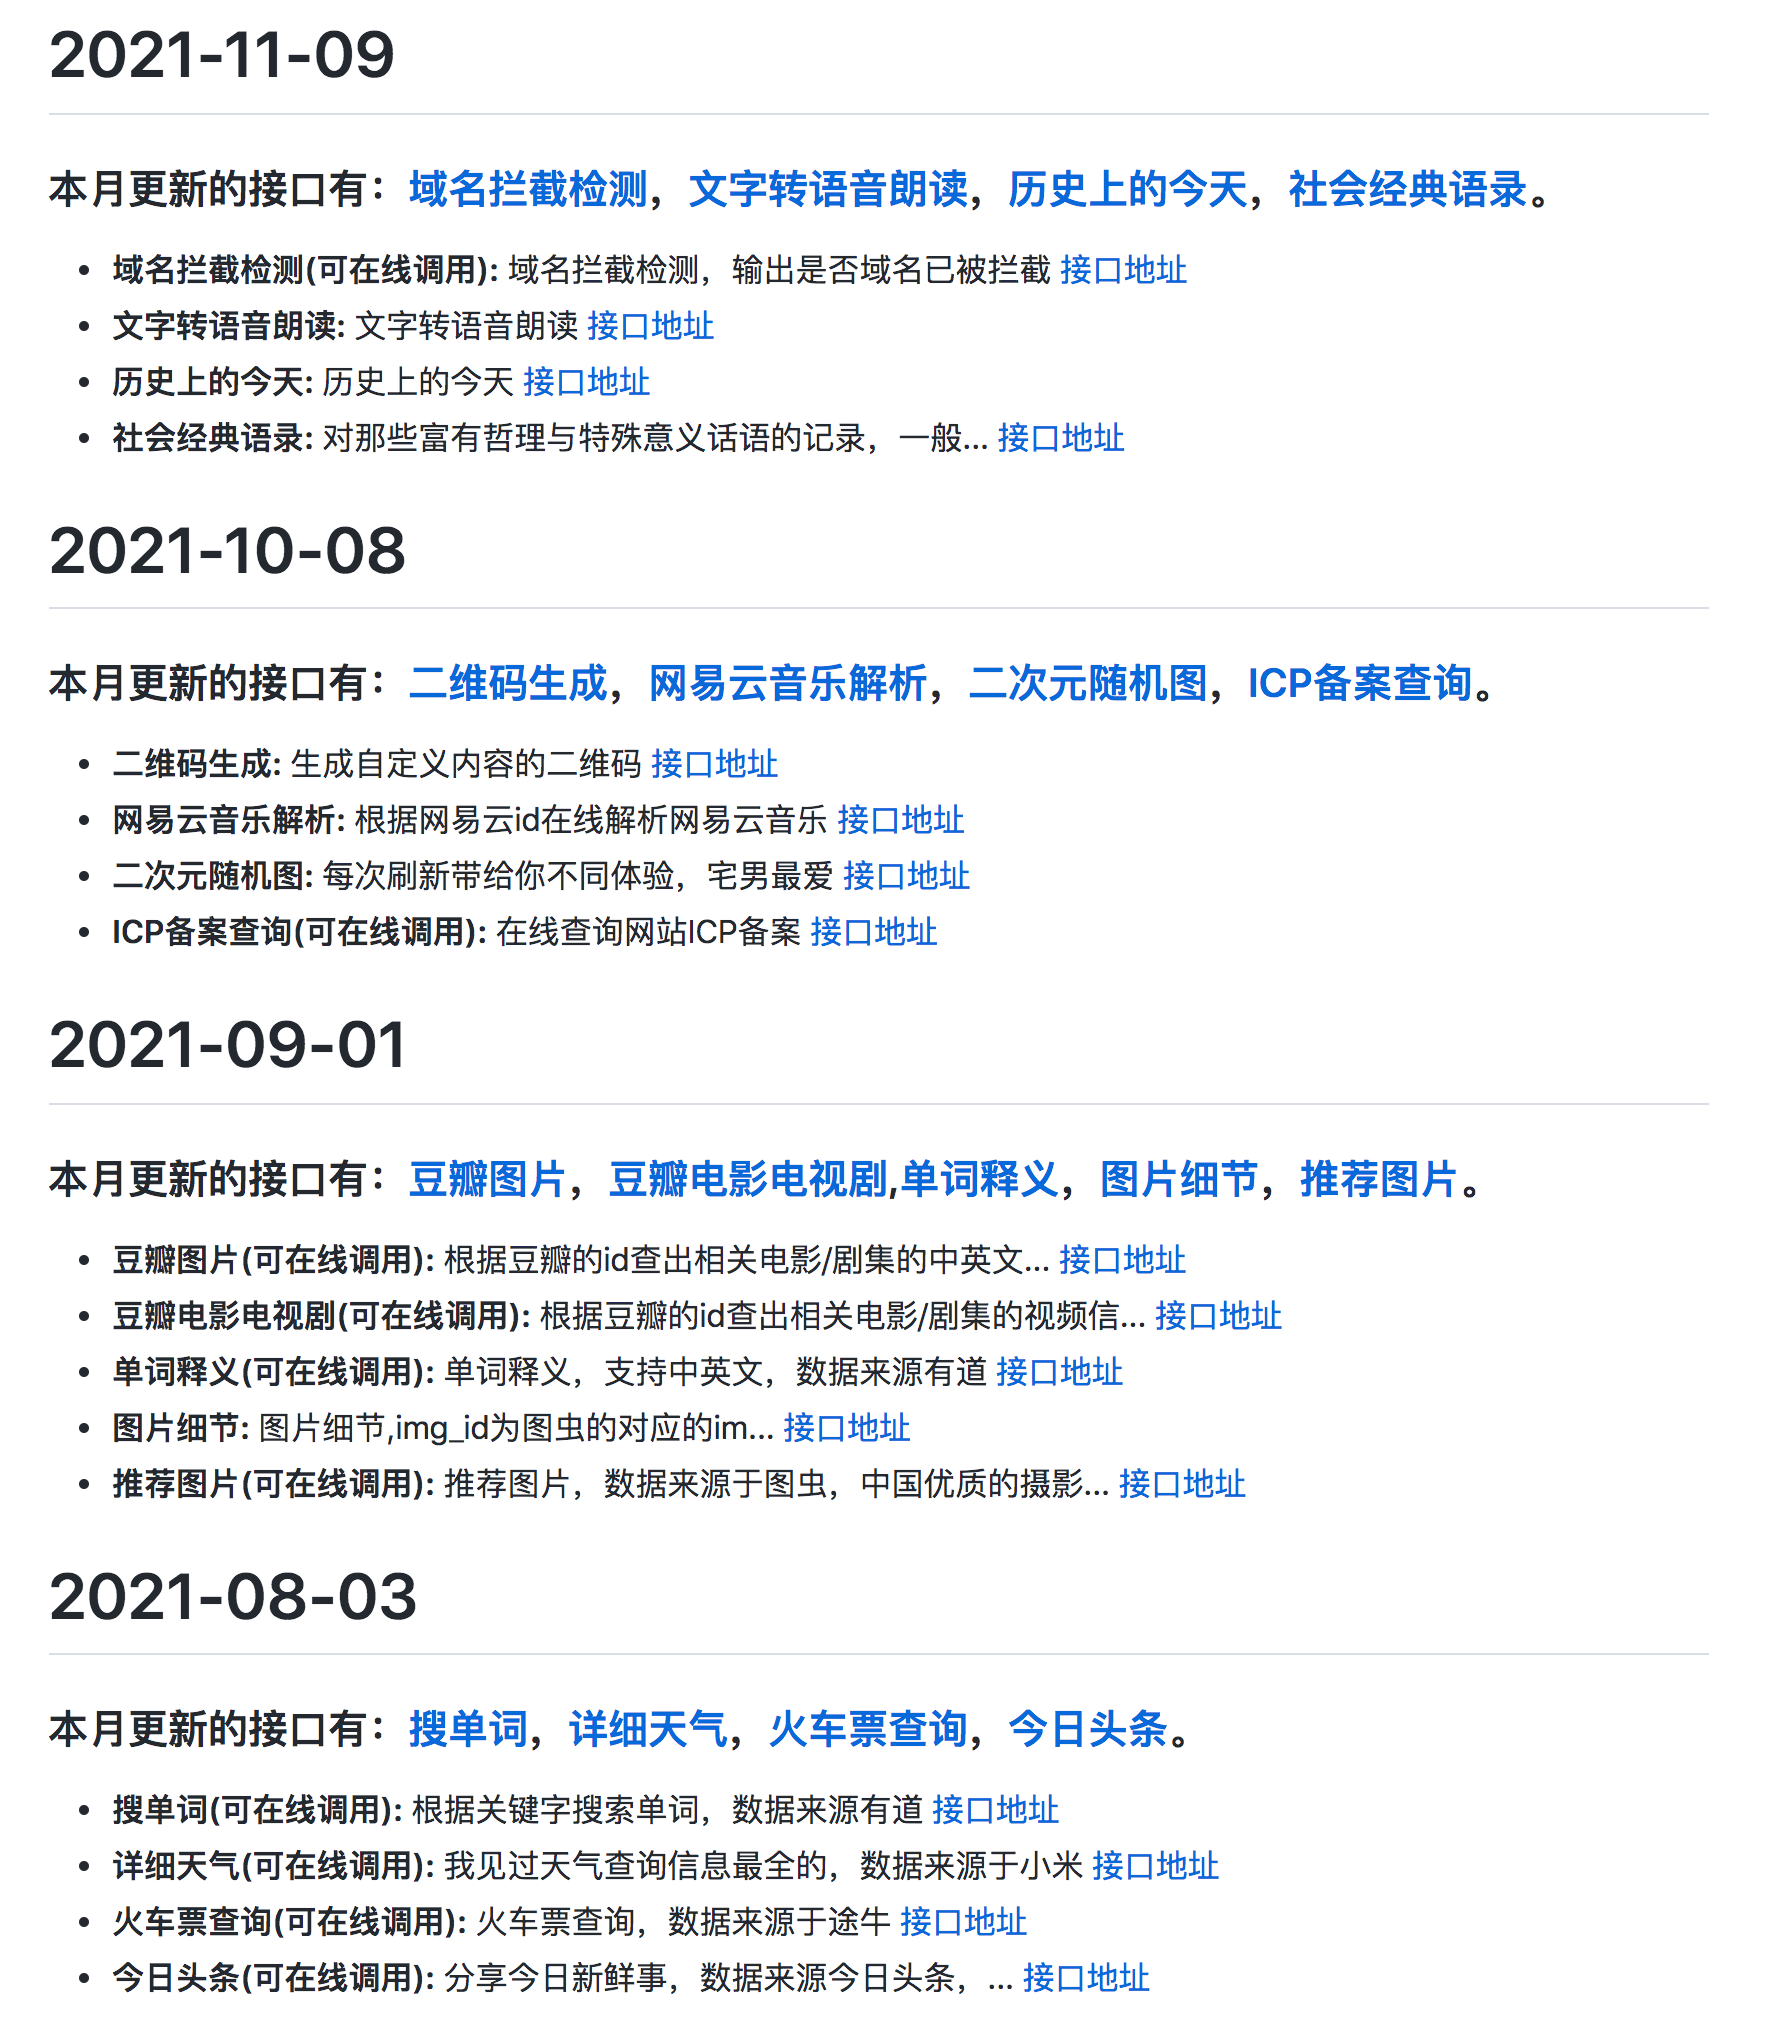 2021-11-09
本月更新的接口有：域名拦截检测，文字转语音朗读，历史上的今天，社会经典语录。
域名拦截检测(可在线调用): 域名拦截检测，输出是否域名已被拦截 接口地址
文字转语音朗读: 文字转语音朗读 接口地址
历史上的今天: 历史上的今天 接口地址
社会经典语录: 对那些富有哲理与特殊意义话语的记录，一般... 接口地址
2021-10-08
本月更新的接口有：二维码生成，网易云音乐解析，二次元随机图，ICP备案查询。
二维码生成: 生成自定义内容的二维码 接口地址
网易云音乐解析: 根据网易云id在线解析网易云音乐 接口地址
二次元随机图: 每次刷新带给你不同体验，宅男最爱 接口地址
ICP备案查询(可在线调用): 在线查询网站ICP备案 接口地址
2021-09-01
本月更新的接口有：豆瓣图片，豆瓣电影电视剧,单词释义，图片细节，推荐图片。
豆瓣图片(可在线调用): 根据豆瓣的id查出相关电影/剧集的中英文... 接口地址
豆瓣电影电视剧(可在线调用): 根据豆瓣的id查出相关电影/剧集的视频信... 接口地址
单词释义(可在线调用): 单词释义，支持中英文，数据来源有道 接口地址
图片细节: 图片细节,img_id为图虫的对应的im... 接口地址
推荐图片(可在线调用): 推荐图片，数据来源于图虫，中国优质的摄影... 接口地址
2021-08-03
本月更新的接口有：搜单词，详细天气，火车票查询，今日头条。
搜单词(可在线调用): 根据关键字搜索单词，数据来源有道 接口地址
详细天气(可在线调用): 我见过天气查询信息最全的，数据来源于小米 接口地址
火车票查询(可在线调用): 火车票查询，数据来源于途牛 接口地址
今日头条(可在线调用): 分享今日新鲜事，数据来源今日头条，... 接口地址